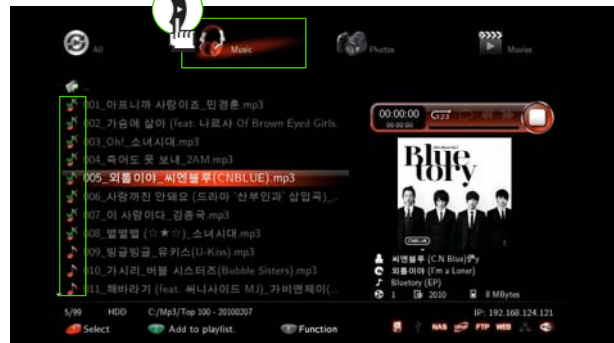 All
Music
Photos
Movies
..
001_아프니까 사랑이죠_민경훈.mp3
002_가슴에 살아 (feat. 나르샤 Of Brown Eyed Girls.
003_Oh!_소녀시대.mp3
004_죽어도 못 보내_2AM.mp3
005_외톨이야_씨엔블루(CNBLUE).mp3
006_사랑까진 안돼요 (드라마 '산부인과' 삽입곡)_...
007_이 사람이다_김종국.mp3
008_별별별 (☆★☆)_소녀시대.mp3
009_빙글빙글_유키스(U-Kiss).mp3
010_가시리_버블 시스터즈(Bubble Sisters).mp3
011_해바라기 (feat. 써니사이드 MJ)_가비앤제이(...
00:00:00
00:00:00
123
Blue
tory
CNBLUE
씨엔블루 (C.N Blue)
외톨이야 (I'm a Loner)
Bluetory (EP)
1 2010 8 MBytes
5/99 HDD C:/Mp3/Top 100 - 20100207
IP: 192.168.124.121
Select Add to playlist. Function
NAS FTP WEB